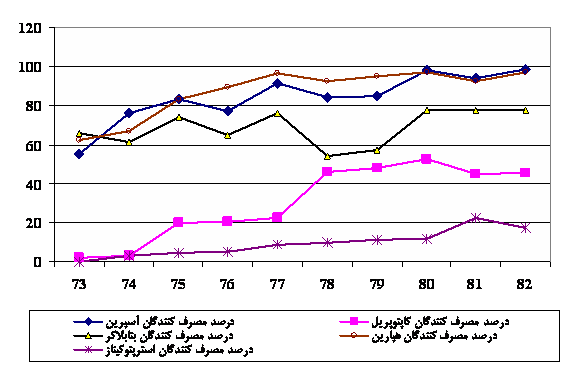 120
100
80
60
40
20
0
73 74 75 76 77 78 79 80 81 82
درصد مصرف کنندگان آسپرین
درصد مصرف کنندگان کاپتوپریل
درصد مصرف کنندگان بتابلاکر
درصد مصرف کنندگان هپارین
درصد مصرف کنندگان استرپتوکیناز